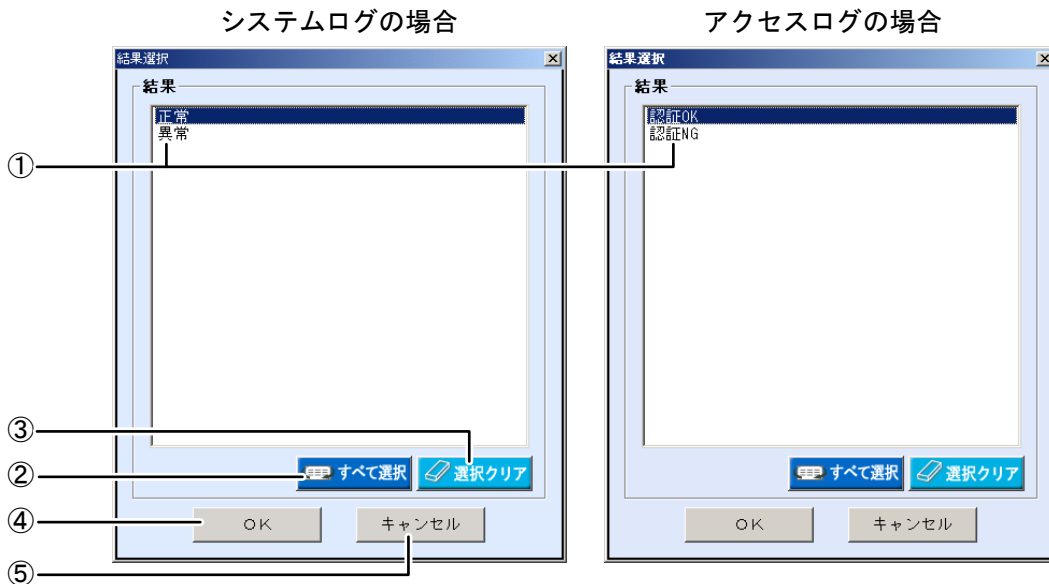 システムログの場合
アクセスログの場合
結果選択
結果
正常
異常
すべて選択
選択クリア
OK
キャンセル
結果選択
結果
認証OK
認証NG
すべて選択
選択クリア
OK
キャンセル
①
③
②
④
⑤